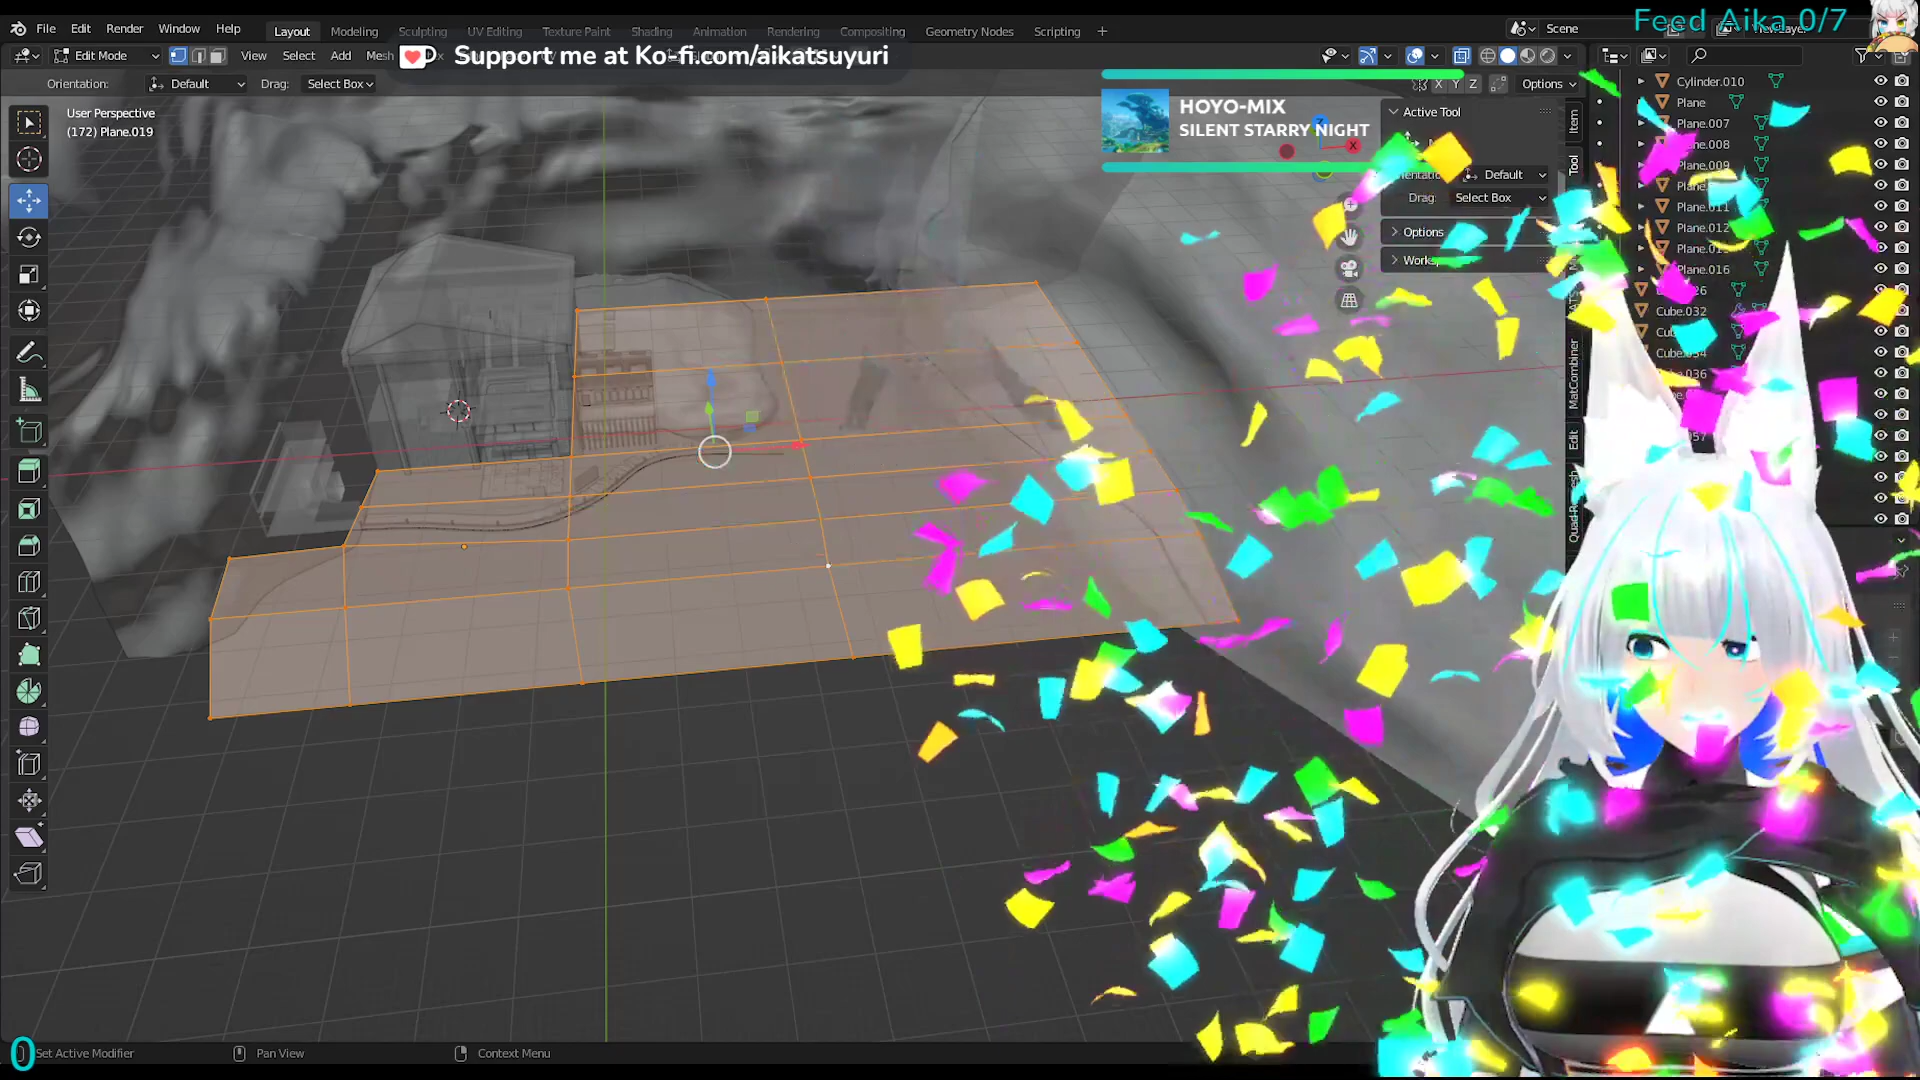 File Edit Render Window Help Layout Modeling Sculpting UV Editing Texture Paint Shading Animation Rendering Compositing Geometry Nodes Scripting +
Scene
Feed Aika 0/7
Edit Mode View Select Add Mesh
Support me at Ko-fi.com/aikatsuyuri
Orientation: Default Drag: Select Box
X Y Z Options
User Perspective
(172) Plane.019
HOYO-MIX
SILENT STARRY NIGHT
Active Tool
Default
Drag: Select Box
Options
Item
Tool
MatCombiner
Edit
Cylinder.010
Plane
Plane.007
Plane.008
Plane.009
Plane.011
Plane.012
Plane.016
Cube.032
0
Set Active Modifier
Pan View
Context Menu